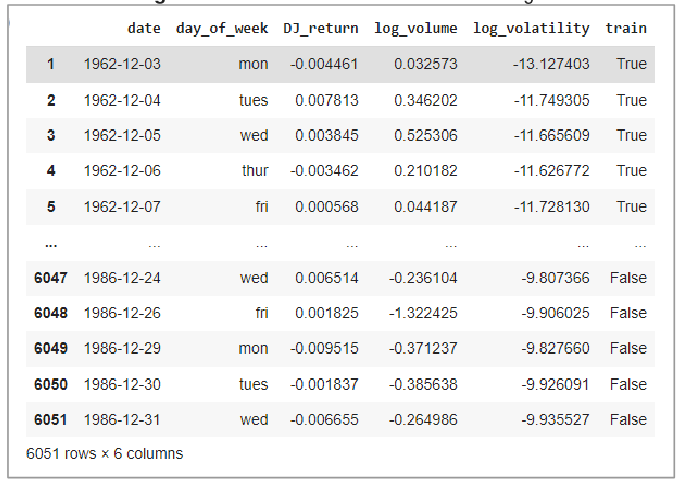 date day_of_week DJ_return log_volume log_volatility train
1 1962-12-03 mon -0.004461 0.032573 -13.127403 True
2 1962-12-04 tues 0.007813 0.346202 -11.749305 True
3 1962-12-05 wed 0.003845 0.525306 -11.665609 True
4 1962-12-06 thur -0.003462 0.210182 -11.626772 True
5 1962-12-07 fri 0.000568 0.044187 -11.728130 True
... ... ... ... ... ... ...
6047 1986-12-24 wed 0.006514 -0.236104 -9.807366 False
6048 1986-12-26 fri 0.001825 -1.322425 -9.906025 False
6049 1986-12-29 mon -0.009515 -0.371237 -9.827660 False
6050 1986-12-30 tues -0.001837 -0.385638 -9.926091 False
6051 1986-12-31 wed -0.006655 -0.264986 -9.935527 False
6051 rows × 6 columns